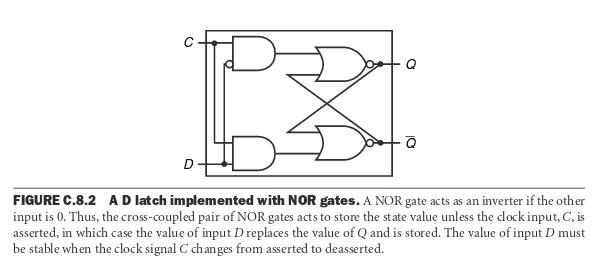 C
Q
D
Q̅
FIGURE C.8.2 A D latch implemented with NOR gates. A NOR gate acts as an inverter if the other
input is 0. Thus, the cross-coupled pair of NOR gates acts to store the state value unless the clock input, C, is
asserted, in which case the value of input D replaces the value of Q and is stored. The value of input D must
be stable when the clock signal C changes from asserted to deasserted.